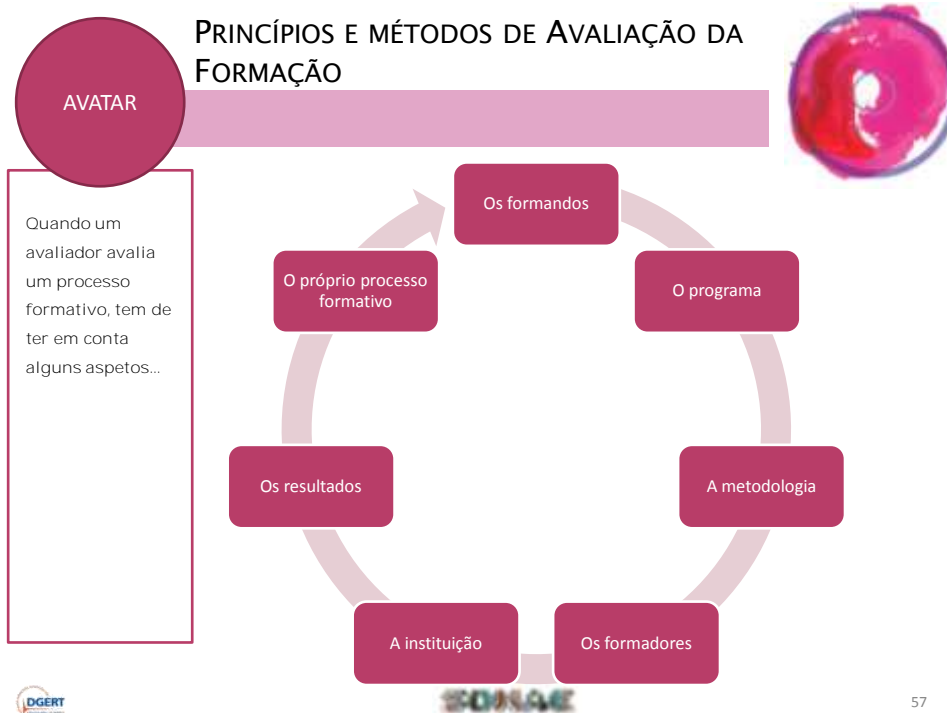 PRINCÍPIOS E MÉTODOS DE AVALIAÇÃO DA
FORMAÇÃO
AVATAR
Quando um
avaliador avalia
um processo
formativo, tem de
ter em conta
alguns aspetos...
Os formandos
O programa
A metodologia
Os formadores
A instituição
Os resultados
O próprio processo
formativo
DGERT
SONAE
57